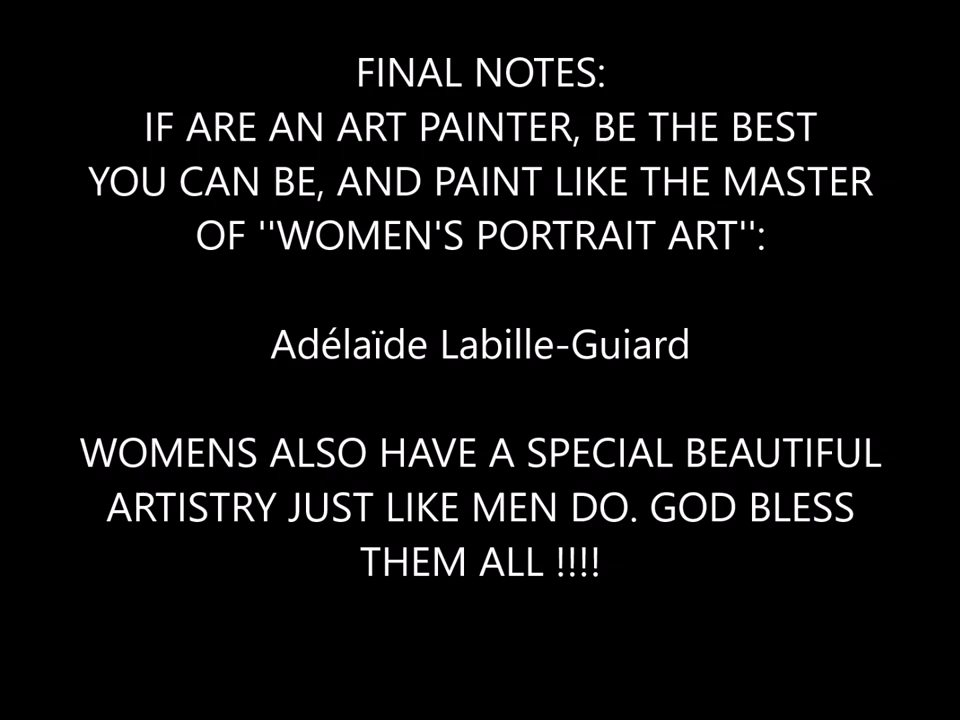 FINAL NOTES:
IF ARE AN ART PAINTER, BE THE BEST
YOU CAN BE, AND PAINT LIKE THE MASTER
OF ''WOMEN'S PORTRAIT ART'':
Adélaïde Labille-Guiard
WOMENS ALSO HAVE A SPECIAL BEAUTIFUL
ARTISTRY JUST LIKE MEN DO. GOD BLESS
THEM ALL !!!!